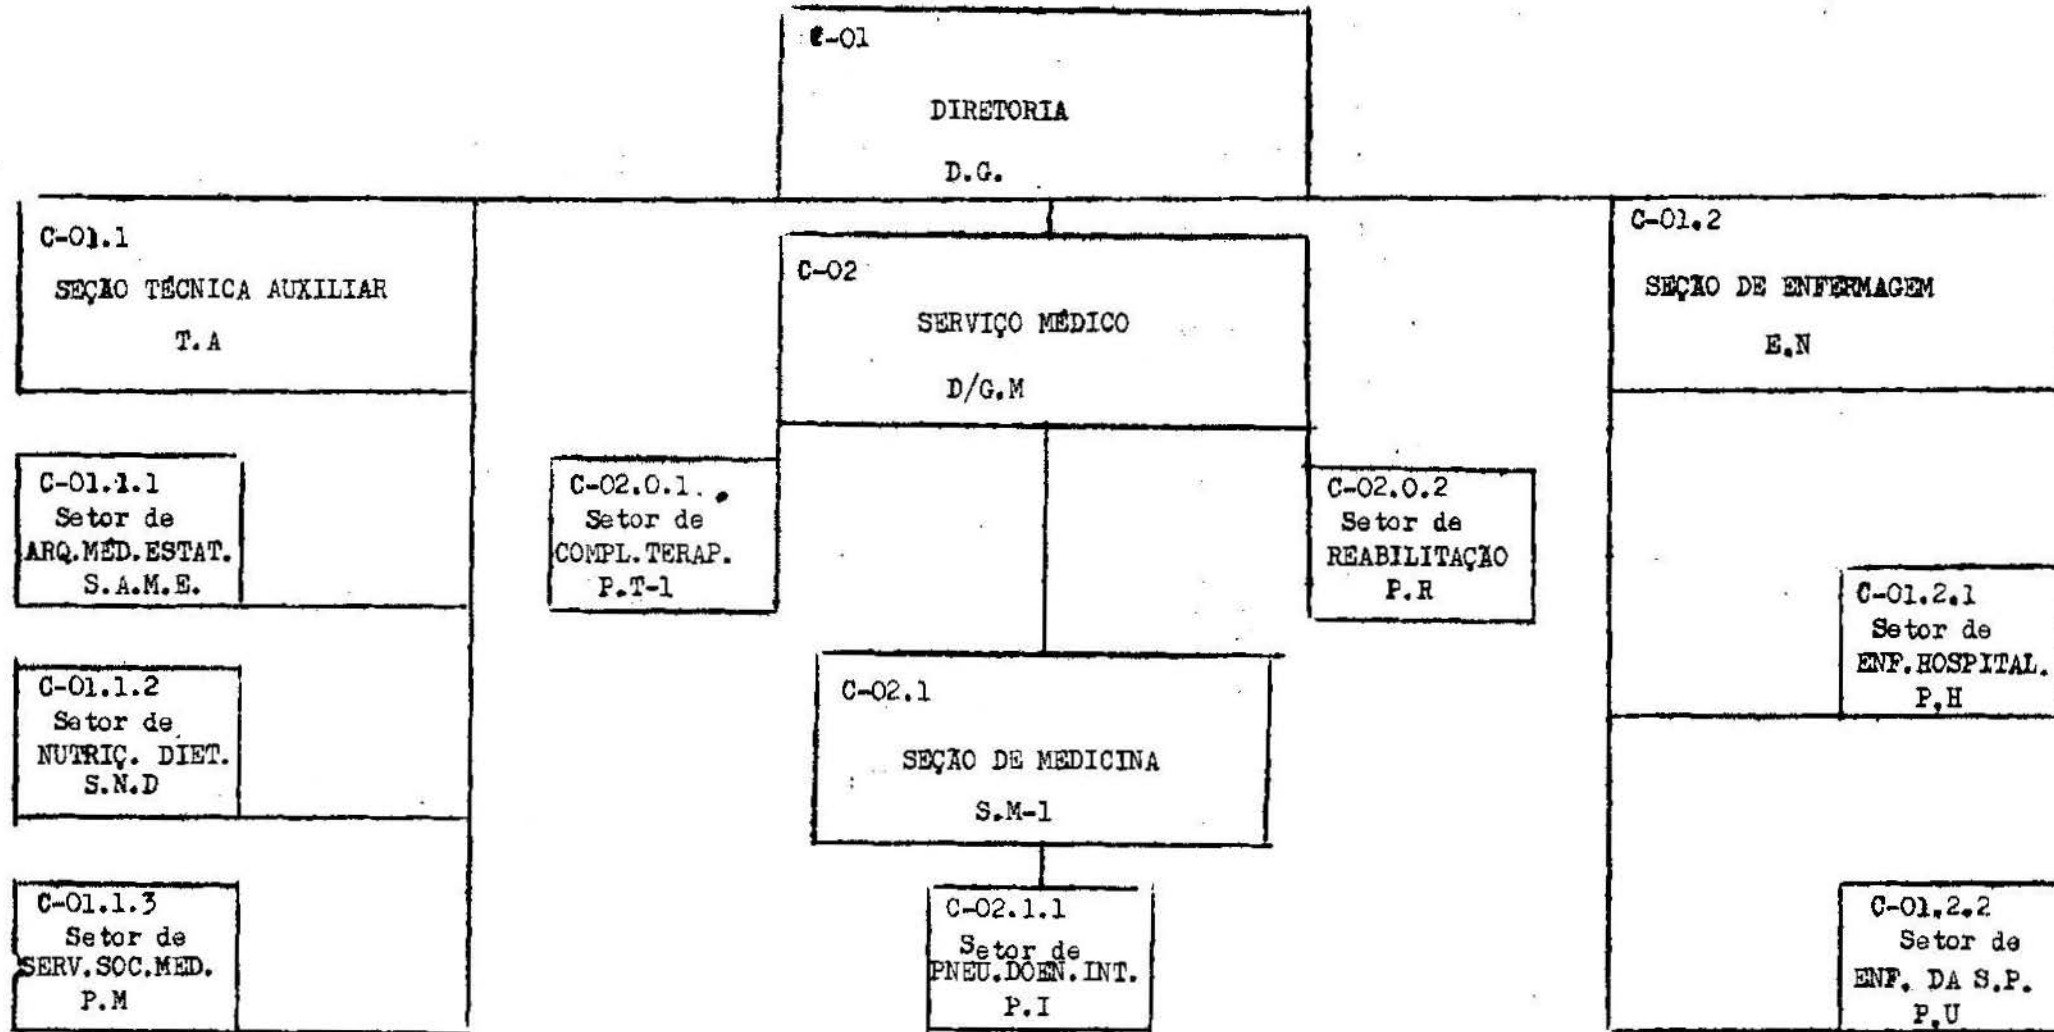 C-01
DIRETORIA
D.G.
C-01.1
SEÇÃO TÉCNICA AUXILIAR
T.A
C-02
SERVIÇO MÉDICO
D/G.M
C-01.2
SEÇÃO DE ENFERMAGEM
E.N
C-01.1.1
Setor de
ARQ.MÉD.ESTAT.
S.A.M.E.
C-02.0.1.
Setor de
COMPL.TERAP.
P.T-1
C-02.0.2
Setor de
REABILITAÇÃO
P.R
C-01.2.1
Setor de
ENF.HOSPITAL.
P.H
C-01.1.2
Setor de
NUTRIÇ. DIET.
S.N.D
C-02.1
SEÇÃO DE MEDICINA
S.M-1
C-01.1.3
Setor de
SERV.SOC.MED.
P.M
C-02.1.1
Setor de
PNEU.DOEN.INT.
P.I
C-01.2.2
Setor de
ENF. DA S.P.
P.U